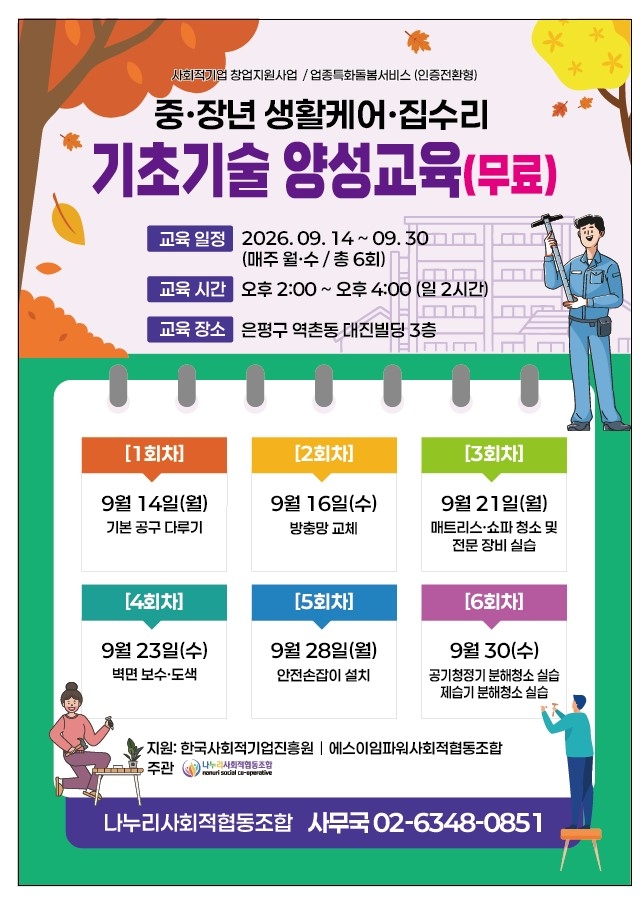 사회적기업 창업지원사업 / 업종특화돌봄서비스 (인증전환형)
중·장년 생활케어·집수리
기초기술 양성교육(무료)
교육 일정 2026. 09. 14 ~ 09. 30
(매주 월·수 / 총 6회)
교육 시간 오후 2:00 ~ 오후 4:00 (일 2시간)
교육 장소 은평구 역촌동 대진빌딩 3층
[1회차]
9월 14일(월)
기본 공구 다루기
[2회차]
9월 16일(수)
방충망 교체
[3회차]
9월 21일(월)
매트리스·쇼파 청소 및
전문 장비 실습
[4회차]
9월 23일(수)
벽면 보수·도색
[5회차]
9월 28일(월)
안전손잡이 설치
[6회차]
9월 30(수)
공기청정기 분해청소 실습
제습기 분해청소 실습
지원: 한국사회적기업진흥원 | 에스이임파워사회적협동조합
주관 나누리사회적협동조합
nanuri social co-operative
나누리사회적협동조합 사무국 02-6348-0851